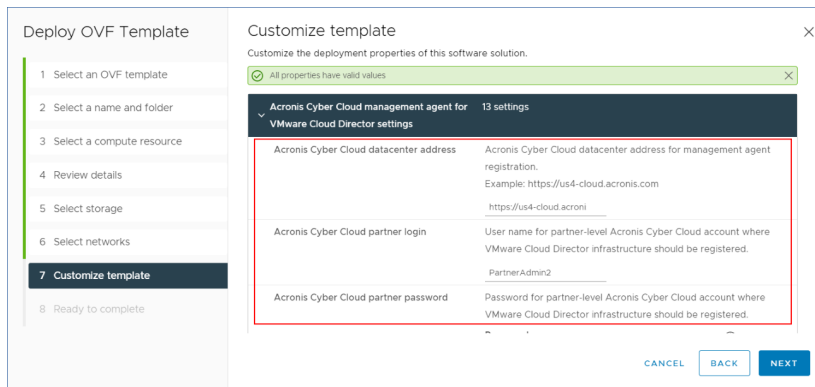 Deploy OVF Template
1 Select an OVF template
2 Select a name and folder
3 Select a compute resource
4 Review details
5 Select storage
6 Select networks
7 Customize template
8 Ready to complete
Customize template
Customize the deployment properties of this software solution.
All properties have valid values
Acronis Cyber Cloud management agent for
VMware Cloud Director settings
13 settings
Acronis Cyber Cloud datacenter address
Acronis Cyber Cloud datacenter address for management agent
registration.
Example: https://us4-cloud.acronis.com
https://us4-cloud.acroni
Acronis Cyber Cloud partner login
User name for partner-level Acronis Cyber Cloud account where
VMware Cloud Director infrastructure should be registered.
PartnerAdmin2
Acronis Cyber Cloud partner password
Password for partner-level Acronis Cyber Cloud account where
VMware Cloud Director infrastructure should be registered.
CANCEL
BACK
NEXT